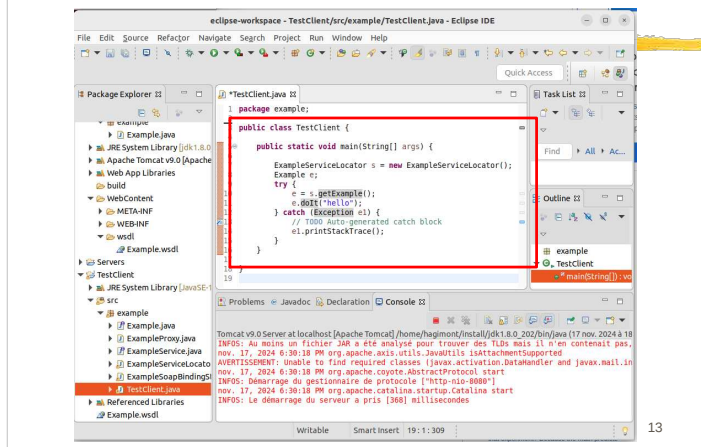 eclipse-workspace - TestClient/src/example/TestClient.java - Eclipse IDE
File Edit Source Refactor Navigate Search Project Run Window Help
Quick Access
Package Explorer
example
Example.java
JRE System Library [jdk1.8.0
Apache Tomcat v9.0 [Apache
Web App Libraries
build
WebContent
META-INF
WEB-INF
wsdl
Example.wsdl
Servers
TestClient
JRE System Library [JavaSE-1
src
example
Example.java
ExampleProxy.java
ExampleService.java
ExampleServiceLocato
ExampleSoapBindingSt
TestClient.java
Referenced Libraries
Example.wsdl
*TestClient.java
1 package example;
public class TestClient {
public static void main(String[] args) {
ExampleServiceLocator s = new ExampleServiceLocator();
Example e;
try {
e = s.getExample();
e.doIt("hello");
} catch (Exception e1) {
// TODO Auto-generated catch block
e1.printStackTrace();
}
}
18 }
19
Task List
Find All Ac...
Outline
example
TestClient
main(String[]) : vo
Problems Javadoc Declaration Console
Tomcat v9.0 Server at localhost [Apache Tomcat] /home/hagimont/install/jdk1.8.0_202/bin/java (17 nov. 2024 à 18
INFOS: Au moins un fichier JAR a été analysé pour trouver des TLDs mais il n'en contenait pas,
nov. 17, 2024 6:30:18 PM org.apache.axis.utils.JavaUtils isAttachmentSupported
AVERTISSEMENT: Unable to find required classes (javax.activation.DataHandler and javax.mail.in
nov. 17, 2024 6:30:18 PM org.apache.coyote.AbstractProtocol start
INFOS: Démarrage du gestionnaire de protocole ["http-nio-8080"]
nov. 17, 2024 6:30:18 PM org.apache.catalina.startup.Catalina start
INFOS: Le démarrage du serveur a pris [368] millisecondes
Writable Smart Insert 19 : 1 : 309
13